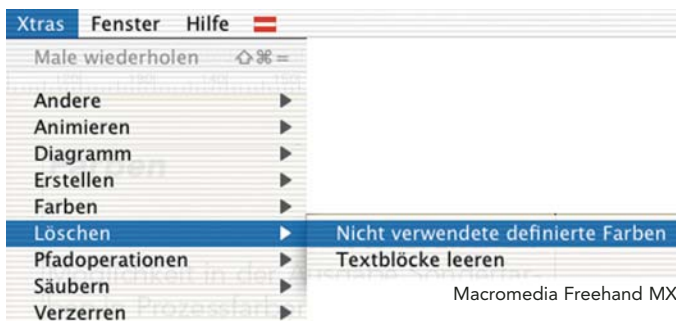 Xtras Fenster Hilfe
Male wiederholen ⇧⌘=
Andere
Animieren
Diagramm
Erstellen
Farben
Löschen
Nicht verwendete definierte Farben
Pfadoperationen
Textblöcke leeren
Säubern
Macromedia Freehand MX
Verzerren